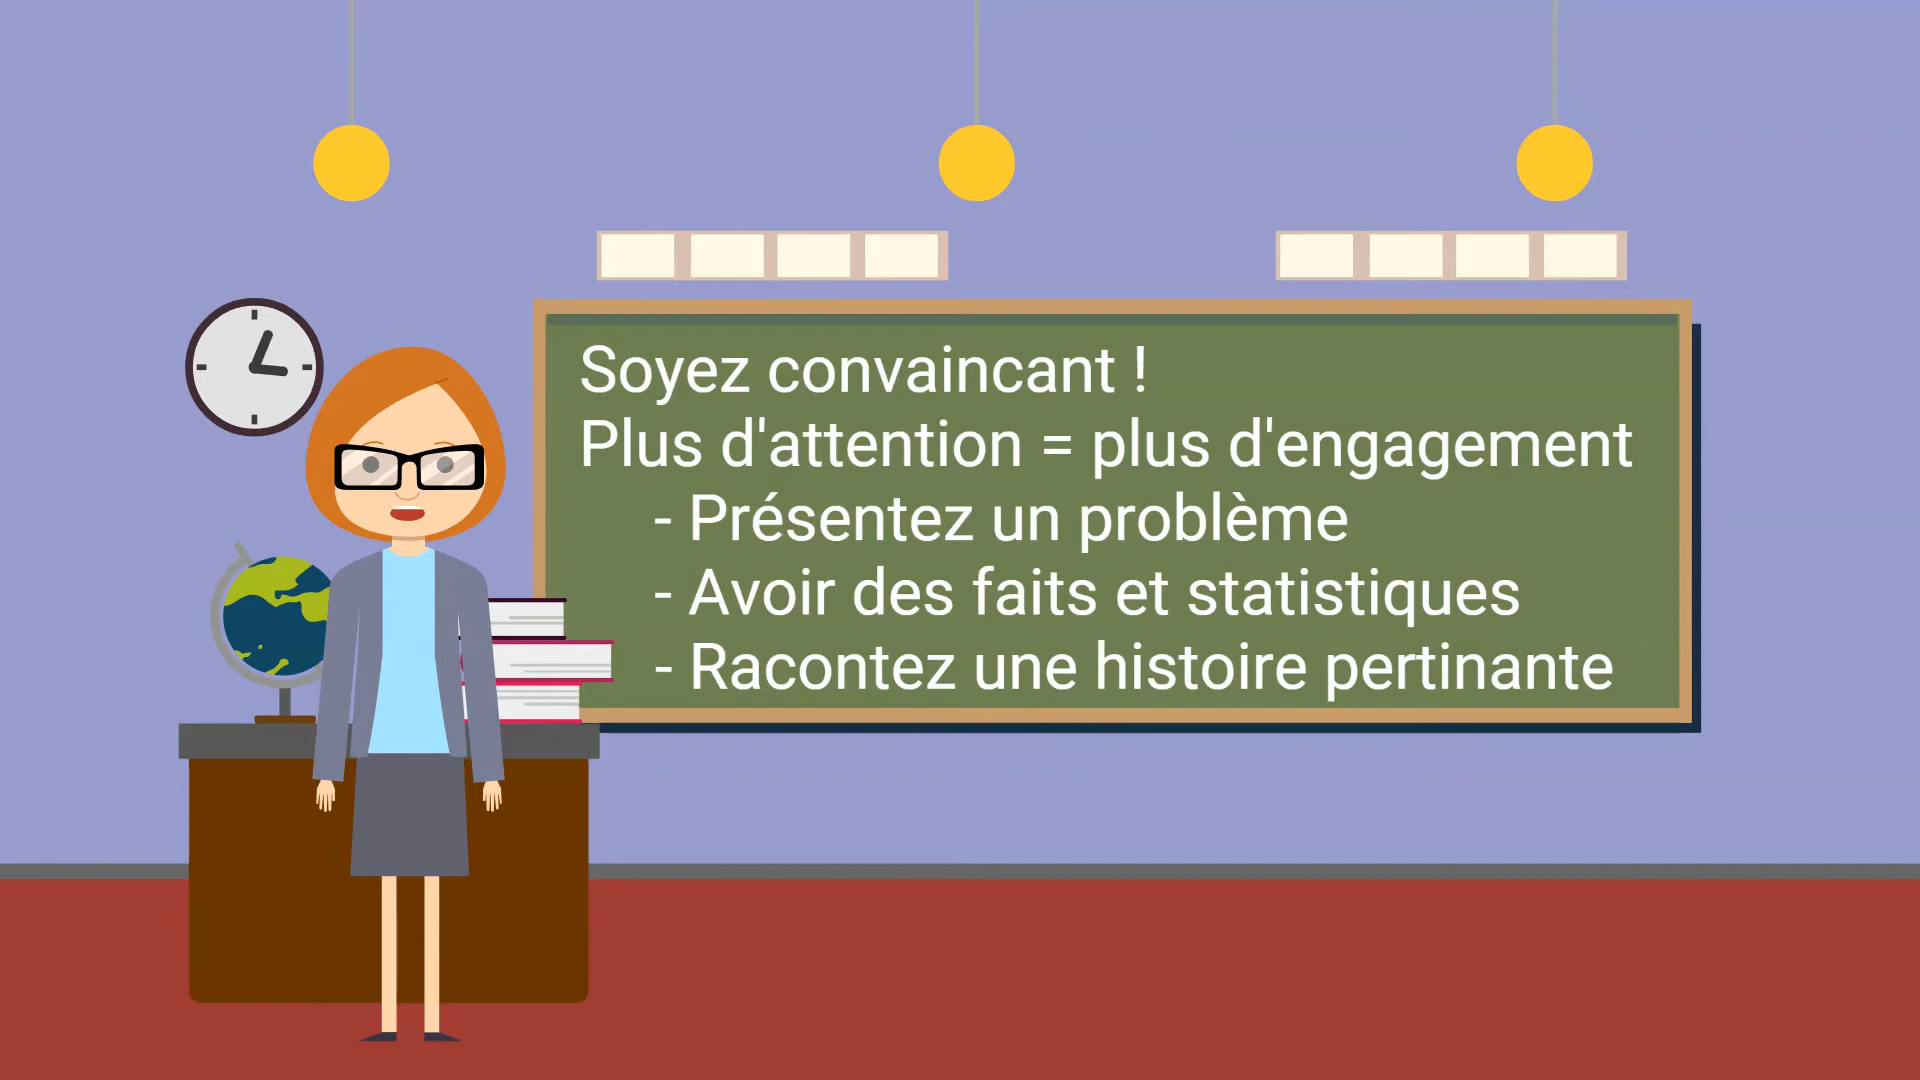 Soyez convaincant !
Plus d'attention = plus d'engagement
- Présentez un problème
- Avoir des faits et statistiques
- Racontez une histoire pertinante